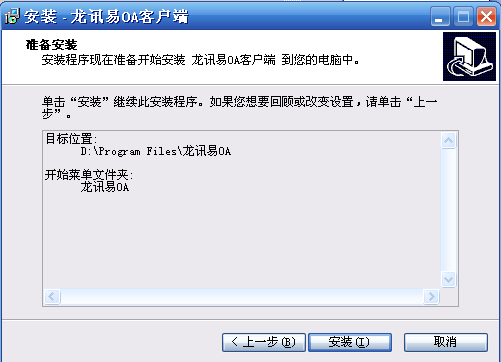 安装 - 龙讯易OA客户端
准备安装
安装程序现在准备开始安装 龙讯易OA客户端 到您的电脑中。
单击“安装”继续此安装程序。如果您想要回顾或改变设置，请单击“上一
步”。
目标位置:
D:\Program Files\龙讯易OA
开始菜单文件夹:
龙讯易OA
< 上一步(B) 安装(I) 取消